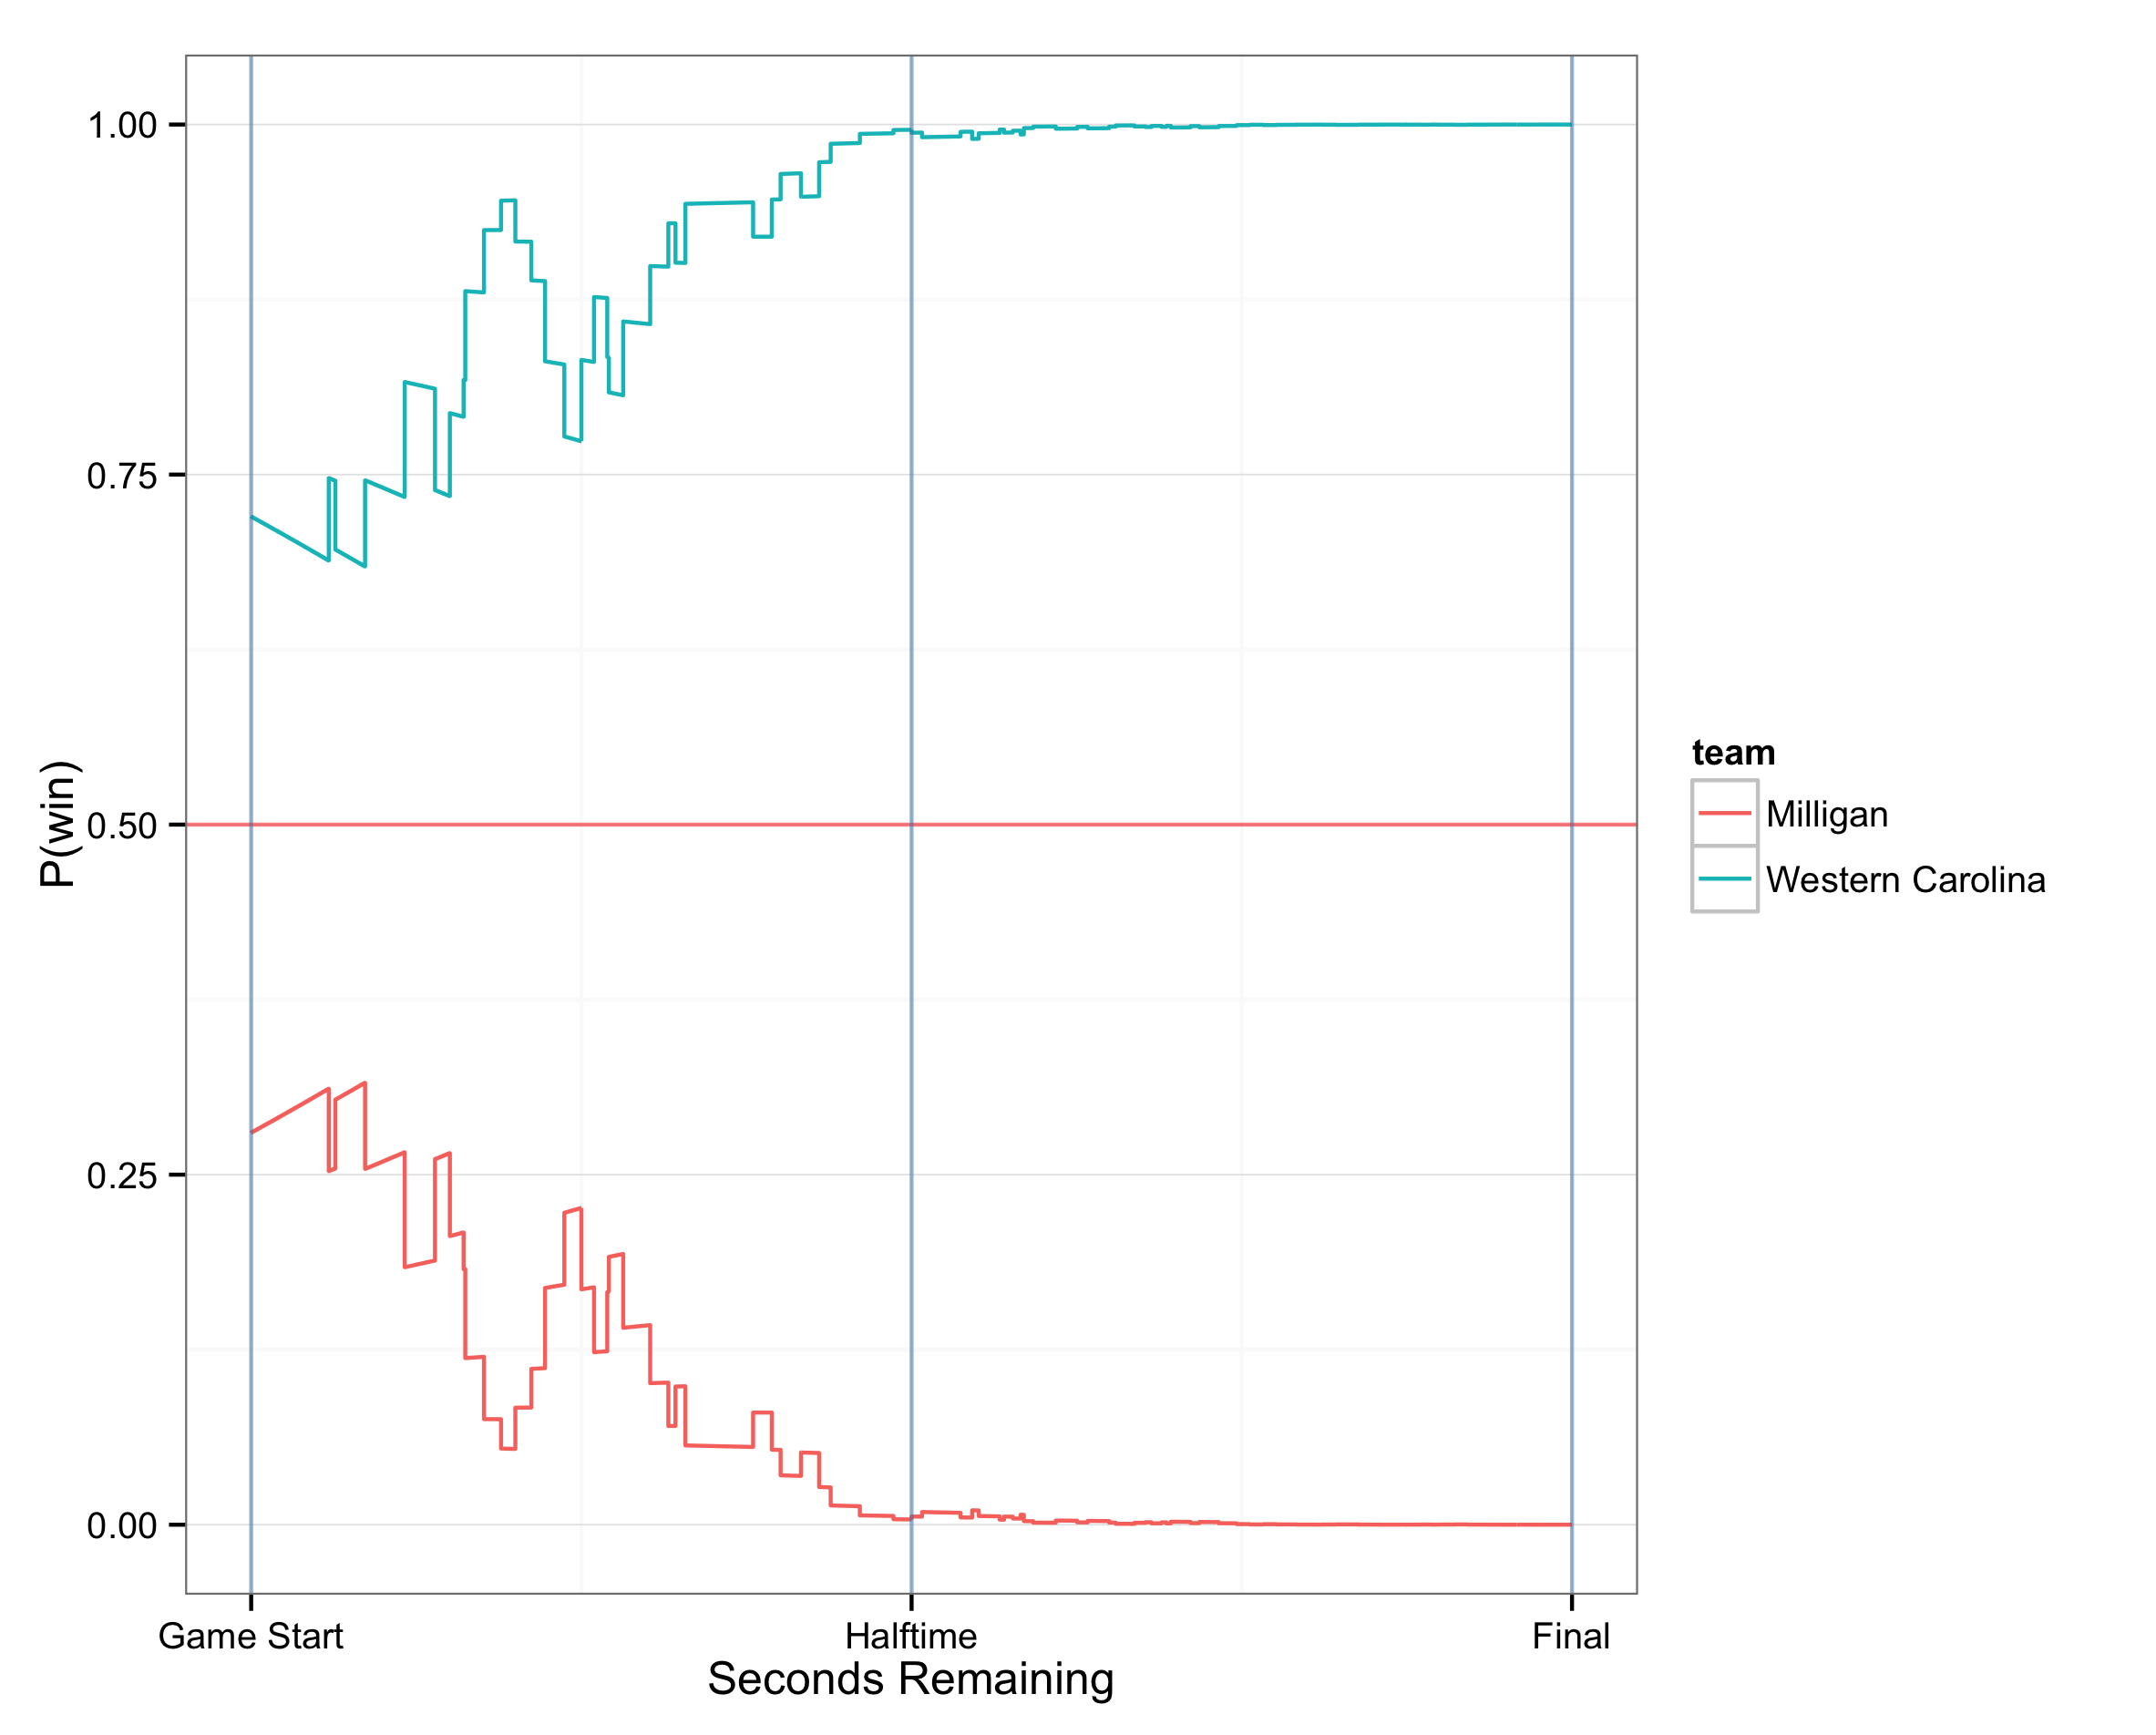 1.00
0.75
0.50
0.25
0.00
P(win)
Game Start
Halftime
Final
Seconds Remaining
team
Milligan
Western Carolina